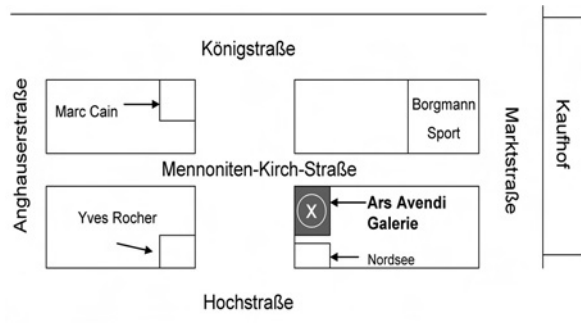 Königstraße
Anghauserstraße
Marc Cain
Borgmann
Sport
Marktstraße
Kaufhof
Mennoniten-Kirch-Straße
Yves Rocher
X
Ars Avendi
Galerie
Nordsee
Hochstraße